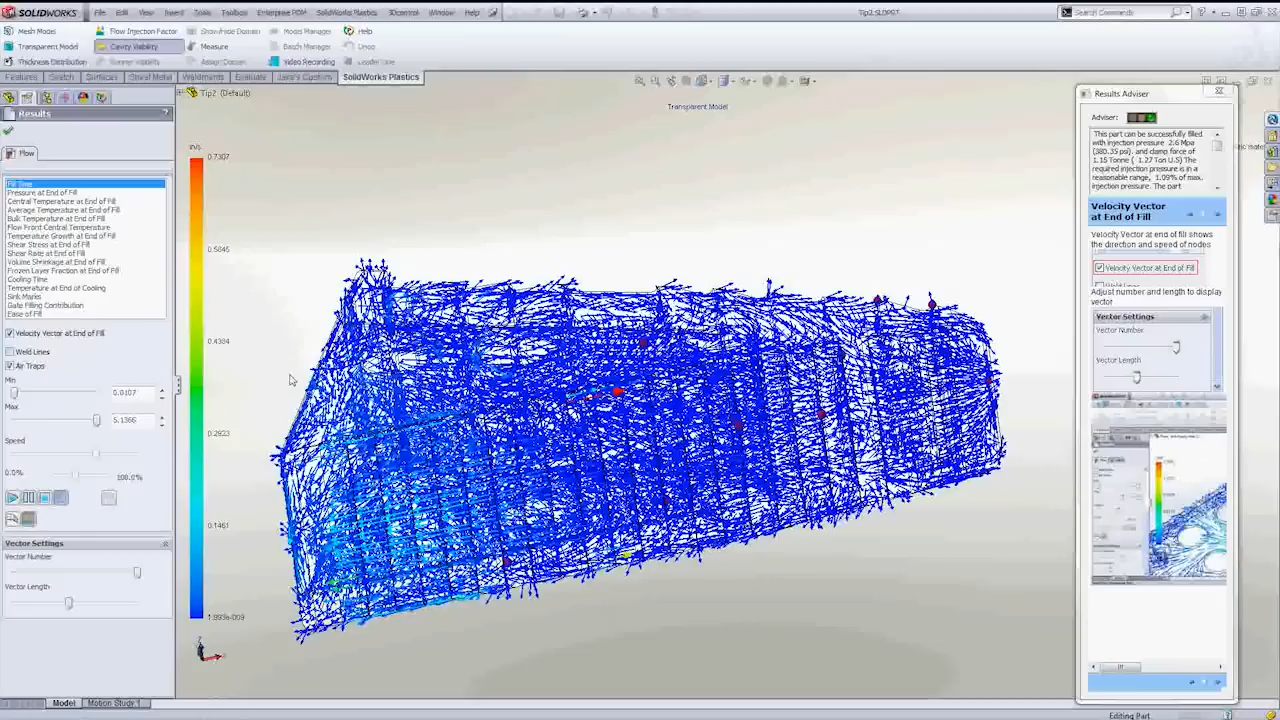 SOLIDWORKS
File Edit View Insert Tools Toolbox Enterprise PDM SolidWorks Plastics 3Dcontrol Window Help
Tip2.SLDPRT
Search Commands
Mesh Model
Flow Injection Factor
Show/Hide Domain
Model Manager
Help
Transparent Model
Cavity Visibility
Measure
Batch Manager
Undo
Thickness Distribution
Runner Visibility
Assign Domain
Video Recording
Leader Line
Features Sketch Surfaces Sheet Metal Weldments Evaluate SolidWorks Plastics
Tip2 (Default)
Transparent Model
Results
Flow
Fill Time
Pressure at End of Fill
Central Temperature at End of Fill
Average Temperature at End of Fill
Bulk Temperature at End of Fill
Flow Front Central Temperature
Temperature Growth at End of Fill
Shear Stress at End of Fill
Shear Rate at End of Fill
Volume Shrinkage at End of Fill
Frozen Layer Fraction at End of Fill
Cooling Time
Temperature at End of Cooling
Sink Marks
Gate Filling Contribution
Ease of Fill
Velocity Vector at End of Fill
Weld Lines
Air Traps
Min
0.0107
Max
5.1366
Speed
0.0%
100.0%
Vector Settings
Vector Number
Vector Length
in/s
0.7307
0.5845
0.4384
0.2923
0.1461
1.993e-009
Results Adviser
Adviser:
This part can be successfully filled
with injection pressure 2.6 Mpa
(380.35 psi). and clamp force of
1.15 Tonne ( 1.27 Ton U.S) The
required injection pressure is in a
reasonable range, 1.09% of max.
injection pressure. The part
Velocity Vector
at End of Fill
Velocity Vector at end of fill shows
the direction and speed of nodes
Velocity Vector at End of Fill
Adjust number and length to display
vector
Vector Settings
Vector Number
Vector Length
Model Motion Study 1
Editing Part